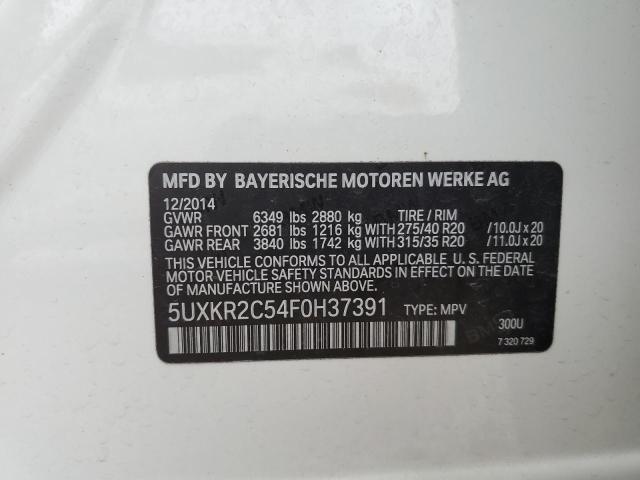 MFD BY BAYERISCHE MOTOREN WERKE AG
12/2014
GVWR 6349 lbs 2880 kg TIRE / RIM
GAWR FRONT 2681 lbs 1216 kg WITH 275/40 R20 /10.0J x 20
GAWR REAR 3840 lbs 1742 kg WITH 315/35 R20 /11.0J x 20
THIS VEHICLE CONFORMS TO ALL APPLICABLE U. S. FEDERAL
MOTOR VEHICLE SAFETY STANDARDS IN EFFECT ON THE DATE
OF MANUFACTURE SHOWN ABOVE.
5UXKR2C54F0H37391 TYPE: MPV
300U
7 320 729